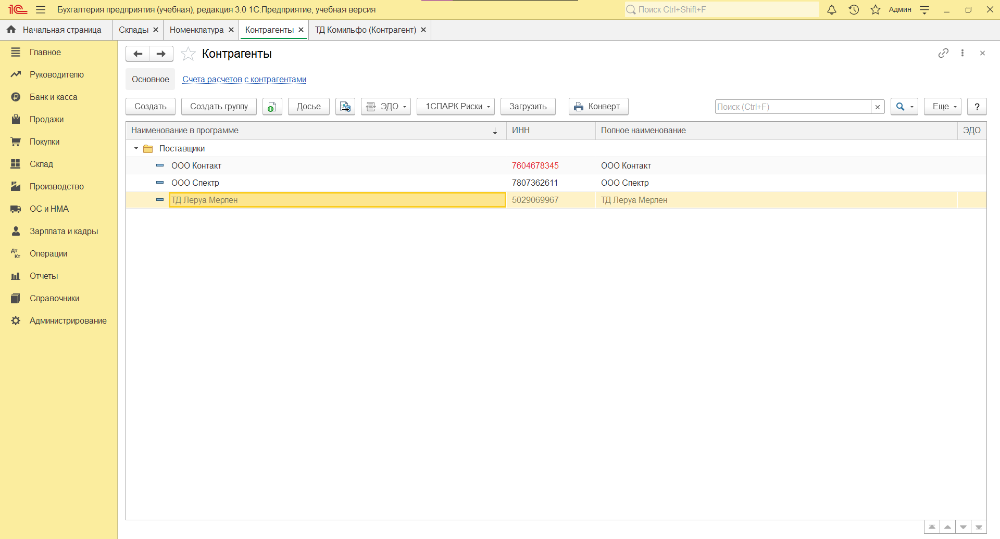 1С Бухгалтерия предприятия (учебная), редакция 3.0 1С:Предприятие, учебная версия Поиск Ctrl+Shift+F Админ
Начальная страница Склады Номенклатура Контрагенты ТД Комильфо (Контрагент)
Главное
Руководителю
Банк и касса
Продажи
Покупки
Склад
Производство
ОС и НМА
Зарплата и кадры
Дт Кт Операции
Отчеты
Справочники
Администрирование
Контрагенты
Основное Счета расчетов с контрагентами
Создать Создать группу Досье ЭДО 1СПАРК Риски Загрузить Конверт Поиск (Ctrl+F) Еще ?
Наименование в программе ИНН Полное наименование ЭДО
Поставщики
ООО Контакт 7604678345 ООО Контакт
ООО Спектр 7807362611 ООО Спектр
ТД Леруа Мерлен 5029069967 ТД Леруа Мерлен